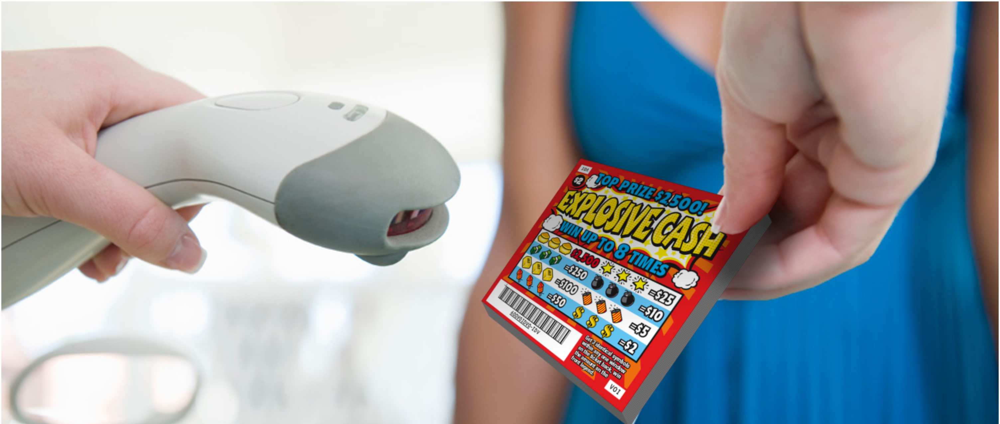 IOΛ
$2
TOP PRIZE $2,500!
EXPLOSIVE CASH
WIN UP TO 8 TIMES
$2,500 =$25
=$250 =$10
=$100 =$5
=$50 =$2
600VOIDVO-IDV
Get 3 identical symbols
within any one window
on the ticket back, win
the amount on the
front legend.
VOI